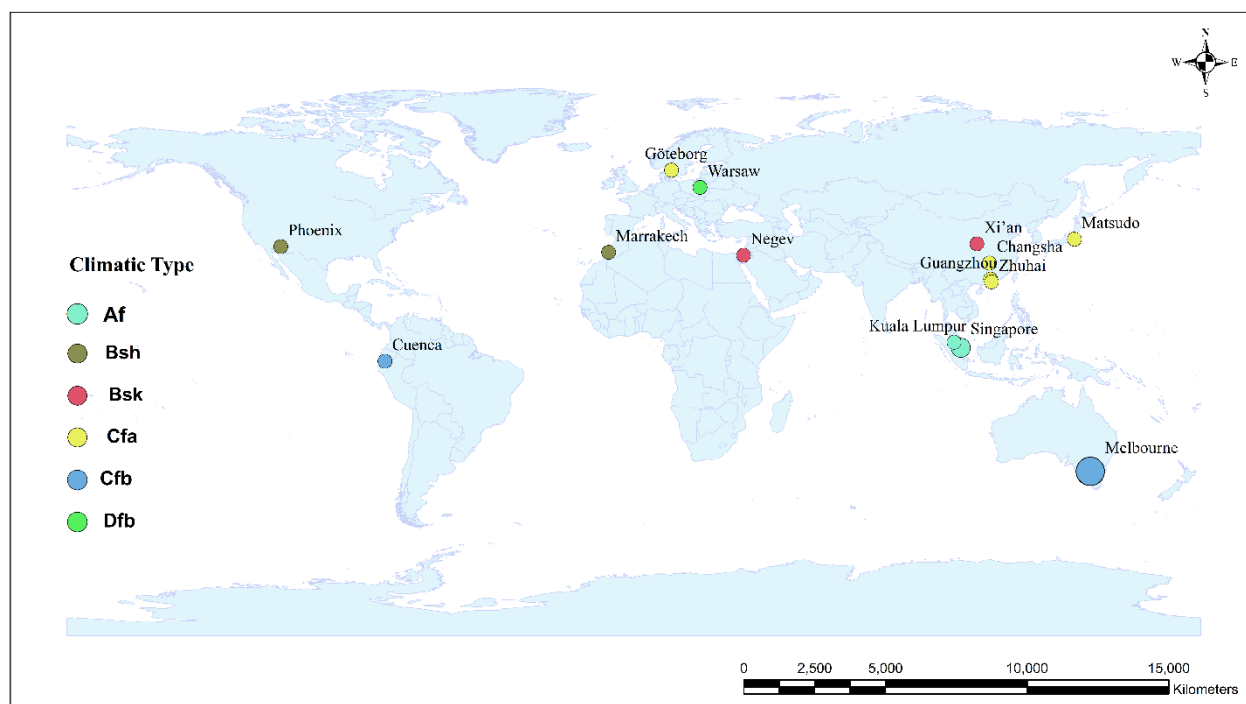 N
W E
S
Göteborg
Warsaw
Phoenix
Marrakech
Negev
Xi'an
Matsudo
Changsha
Guangzhou
Zhuhai
Climatic Type
Af
Bsh
Bsk
Cfa
Cfb
Dfb
Kuala Lumpur
Singapore
Cuenca
Melbourne
0 2,500 5,000 10,000 15,000
Kilometers